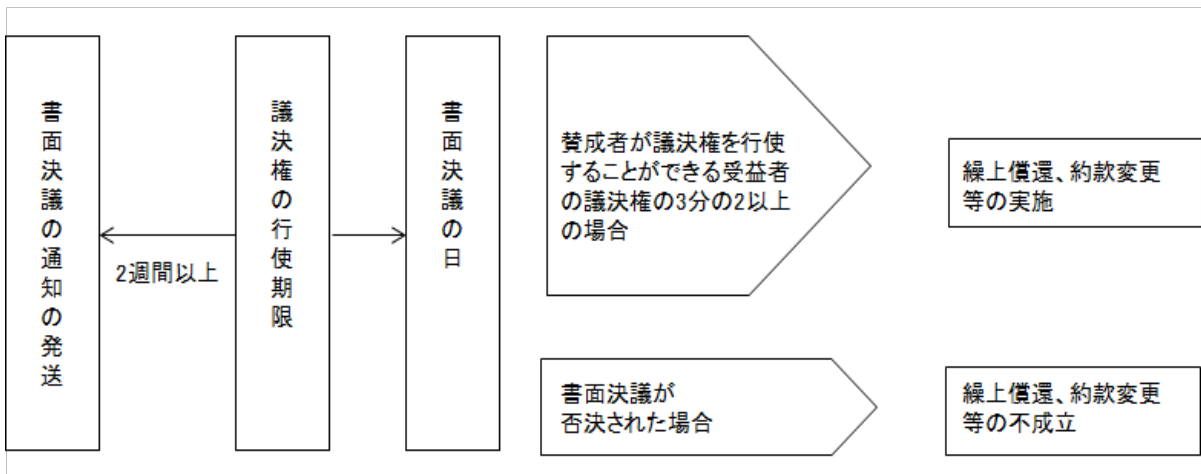 書面決議の通知の発送
2週間以上
議決権の行使期限
書面決議の日
賛成者が議決権を行使
することができる受益者
の議決権の3分の2以上
の場合
繰上償還、約款変更
等の実施
書面決議が
否決された場合
繰上償還、約款変更
等の不成立